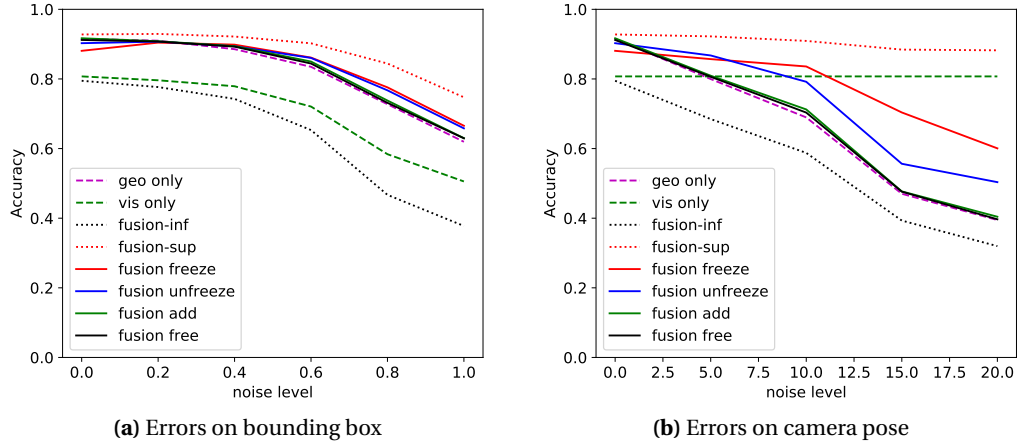 1.0
0.8
0.6
0.4
0.2
0.0
Accuracy
geo only
vis only
fusion-inf
fusion-sup
fusion freeze
fusion unfreeze
fusion add
fusion free
0.0 0.2 0.4 0.6 0.8 1.0
noise level
(a) Errors on bounding box
1.0
0.8
0.6
0.4
0.2
0.0
Accuracy
geo only
vis only
fusion-inf
fusion-sup
fusion freeze
fusion unfreeze
fusion add
fusion free
0.0 2.5 5.0 7.5 10.0 12.5 15.0 17.5 20.0
noise level
(b) Errors on camera pose